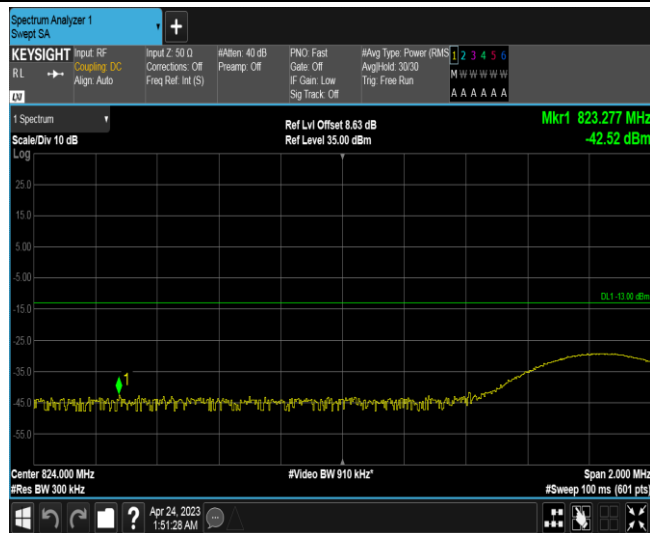 Spectrum Analyzer 1
Swept SA
+
KEYSIGHT Input: RF Input Z: 50 Ω #Atten: 40 dB PNO: Fast #Avg Type: Power (RMS 1 2 3 4 5 6
RL Coupling: DC Corrections: Off Preamp: Off Gate: Off Avg|Hold: 30/30 M W W W W W
Align: Auto Freq Ref: Int (S) IF Gain: Low Trig: Free Run
Sig Track: Off A A A A A A
LXI
1 Spectrum Ref Lvl Offset 8.63 dB Mkr1 823.277 MHz
Scale/Div 10 dB Ref Level 35.00 dBm -42.52 dBm
Log
25.0
15.0
5.00
-5.00
DL1 -13.00 dBm
-15.0
-25.0
-35.0
1
-45.0
-55.0
Center 824.000 MHz #Video BW 910 kHz* Span 2.000 MHz
#Res BW 300 kHz #Sweep 100 ms (601 pts)
? Apr 24, 2023
1:51:28 AM